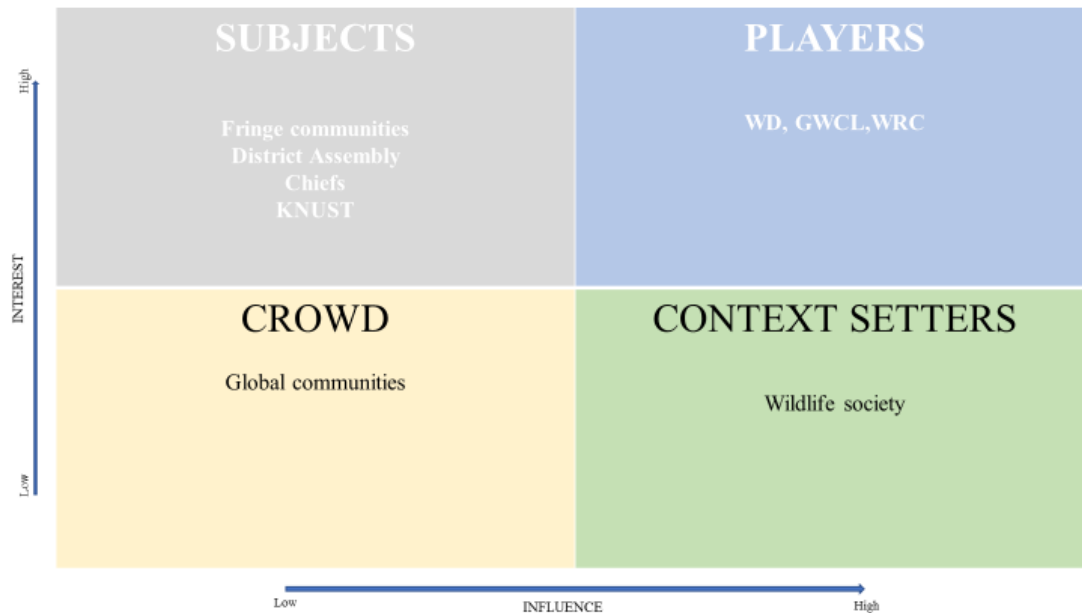 SUBJECTS
Fringe communities
District Assembly
Chiefs
KNUST
PLAYERS
WD, GWCL,WRC
CROWD
Global communities
CONTEXT SETTERS
Wildlife society
High
INTEREST
Low
Low
INFLUENCE
High